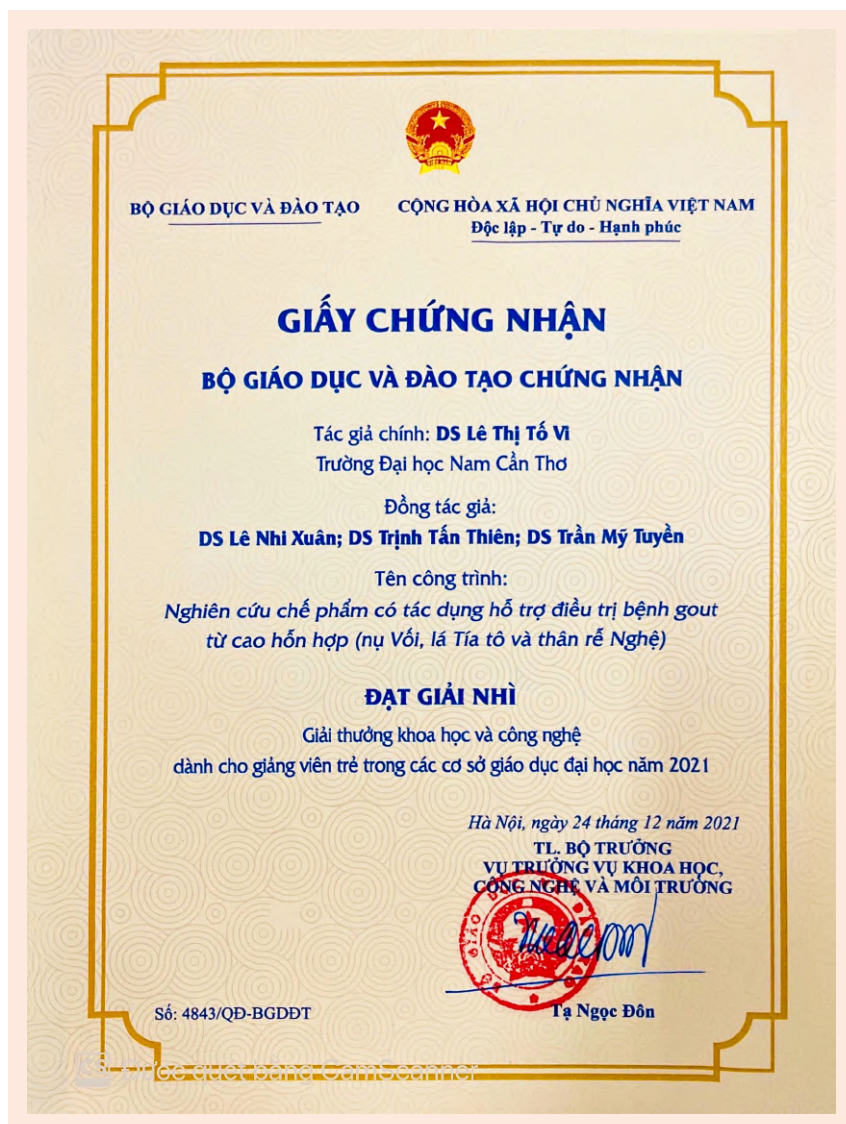 BỘ GIÁO DỤC VÀ ĐÀO TẠO
CỘNG HÒA XÃ HỘI CHỦ NGHĨA VIỆT NAM
Độc lập - Tự do - Hạnh phúc
GIẤY CHỨNG NHẬN
BỘ GIÁO DỤC VÀ ĐÀO TẠO CHỨNG NHẬN
Tác giả chính: DS Lê Thị Tố Vi
Trường Đại học Nam Cần Thơ
Đồng tác giả:
DS Lê Nhi Xuân; DS Trịnh Tấn Thiên; DS Trần Mỹ Tuyền
Tên công trình:
Nghiên cứu chế phẩm có tác dụng hỗ trợ điều trị bệnh gout
từ cao hỗn hợp (nụ Vối, lá Tía tô và thân rễ Nghệ)
ĐẠT GIẢI NHÌ
Giải thưởng khoa học và công nghệ
dành cho giảng viên trẻ trong các cơ sở giáo dục đại học năm 2021
Hà Nội, ngày 24 tháng 12 năm 2021
TL. BỘ TRƯỞNG
VỤ TRƯỞNG VỤ KHOA HỌC,
CÔNG NGHỆ VÀ MÔI TRƯỜNG
Tạ Ngọc Đôn
Số: 4843/QĐ-BGDĐT
CS Được quét bằng CamScanner